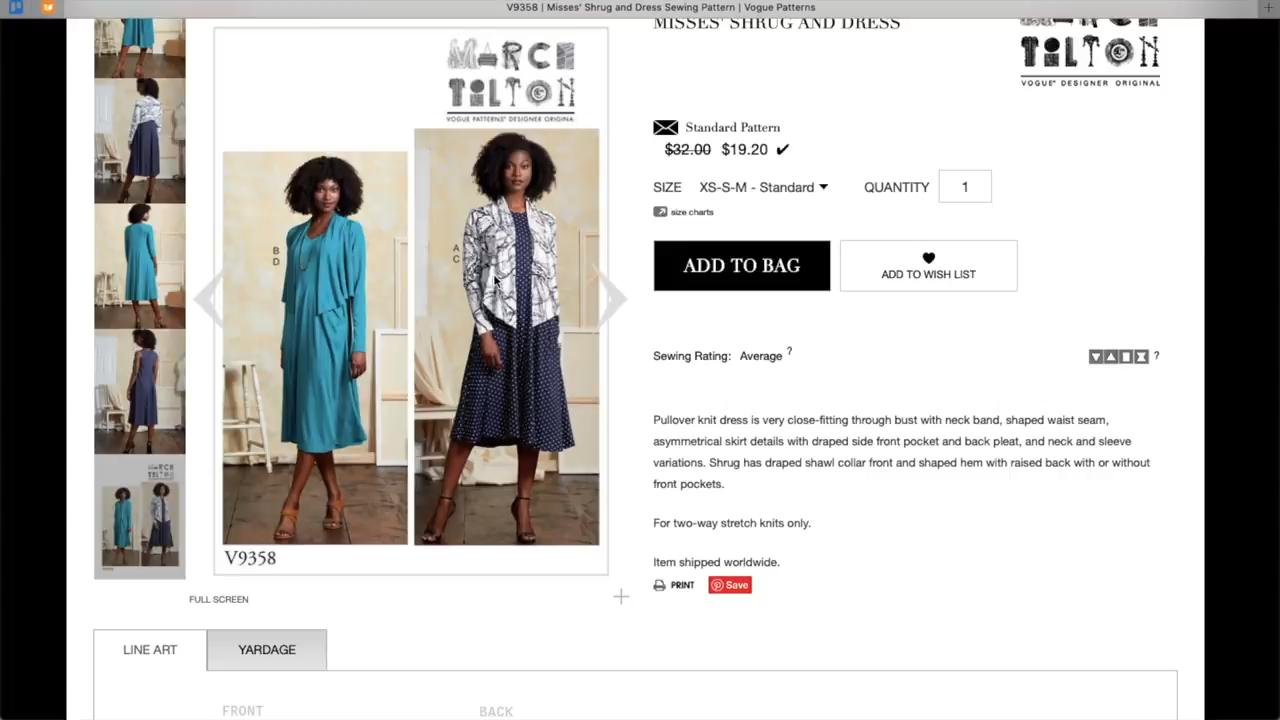 V9358 | Misses' Shrug and Dress Sewing Pattern | Vogue Patterns
MISSES' SHRUG AND DRESS
MARCY
TILTON
VOGUE PATTERNS® DESIGNER ORIGINAL
TILTON
VOGUE® DESIGNER ORIGINAL
Standard Pattern
$32.00 $19.20 ✔
SIZE XS-S-M - Standard QUANTITY 1
size charts
ADD TO BAG
ADD TO WISH LIST
B
D
A
C
Sewing Rating: Average ?
?
Pullover knit dress is very close-fitting through bust with neck band, shaped waist seam,
asymmetrical skirt details with draped side front pocket and back pleat, and neck and sleeve
variations. Shrug has draped shawl collar front and shaped hem with raised back with or without
front pockets.
For two-way stretch knits only.
Item shipped worldwide.
PRINT Save
V9358
FULL SCREEN
LINE ART YARDAGE
FRONT BACK